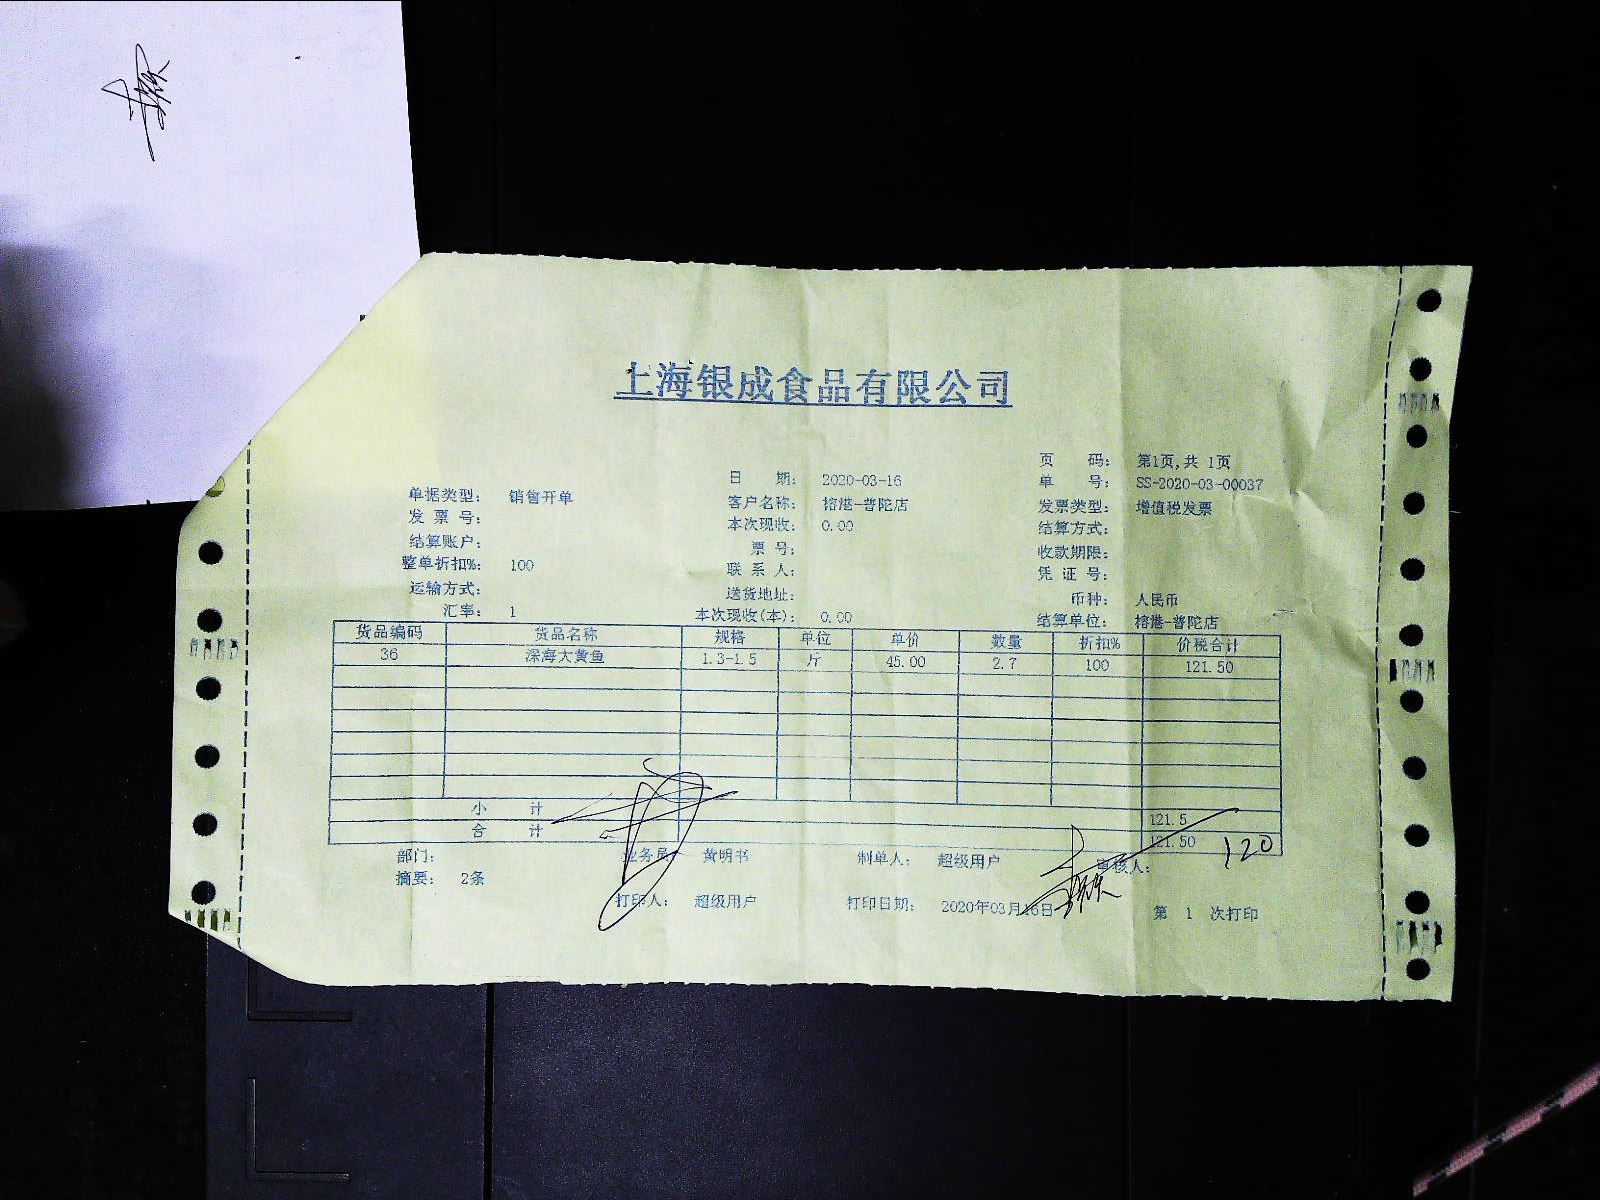 上海银成食品有限公司
页 码: 第1页,共 1页
日 期: 2020-03-16 单 号: SS-2020-03-00037
单据类型: 销售开单 客户名称: 榕港-普陀店 发票类型: 增值税发票
发 票 号: 本次现收: 0.00 结算方式:
结算账户: 票 号: 收款期限:
整单折扣%: 100 联 系 人: 凭 证 号:
运输方式: 送货地址: 币种: 人民币
汇率: 1 本次现收(本): 0.00 结算单位: 榕港-普陀店
货品编码 货品名称 规格 单位 单价 数量 折扣% 价税合计
36 深海大黄鱼 1.3-1.5 斤 45.00 2.7 100 121.50
小 计 121.5
合 计 121.50 120
部门: 业务员: 黄明书 制单人: 超级用户 审核人:
摘要: 2条
打印人: 超级用户 打印日期: 2020年03月16日 第 1 次打印